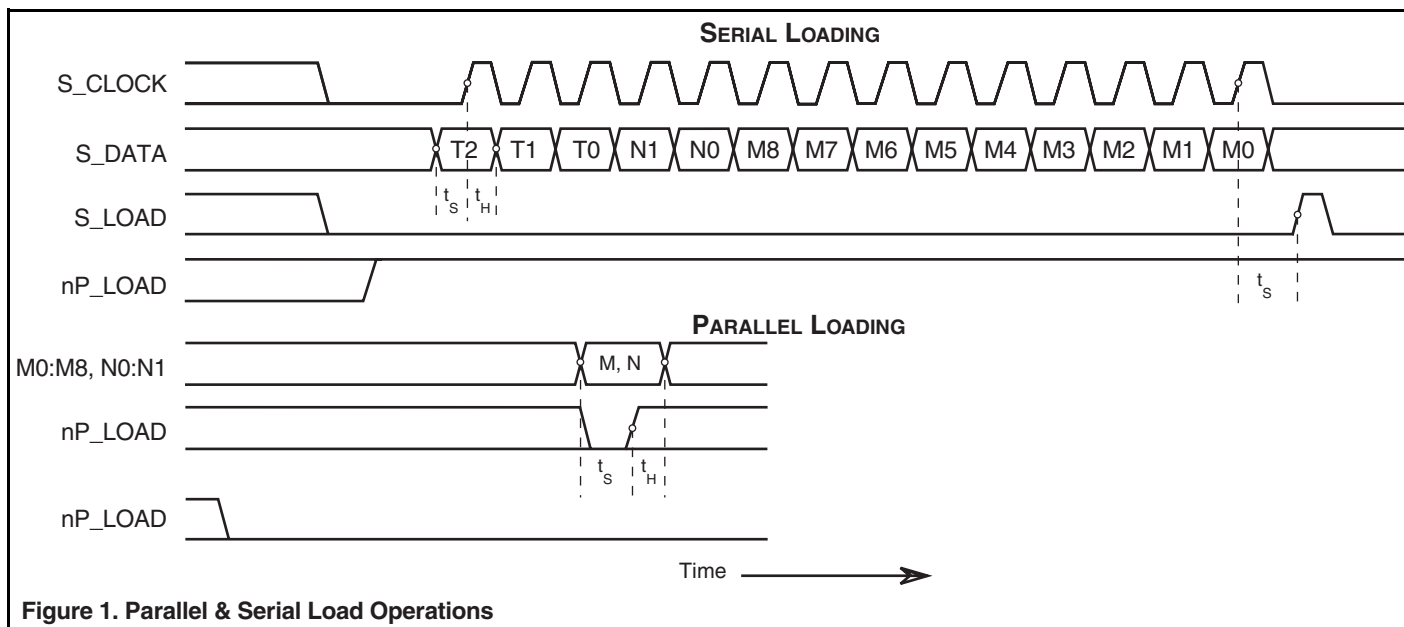 SERIAL LOADING
S_CLOCK
S_DATA
T2 T1 T0 N1 N0 M8 M7 M6 M5 M4 M3 M2 M1 M0
tS tH
S_LOAD
nP_LOAD
tS
PARALLEL LOADING
M0:M8, N0:N1
M, N
nP_LOAD
tS tH
nP_LOAD
Time
Figure 1. Parallel & Serial Load Operations